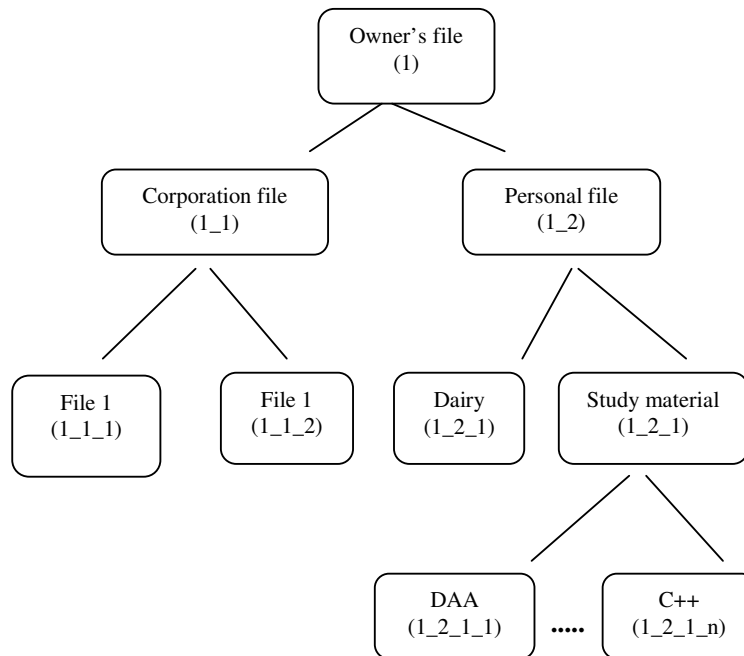 Owner’s file
(1)
Corporation file
(1_1)
Personal file
(1_2)
File 1
(1_1_1)
File 1
(1_1_2)
Dairy
(1_2_1)
Study material
(1_2_1)
DAA
(1_2_1_1)
.....
C++
(1_2_1_n)